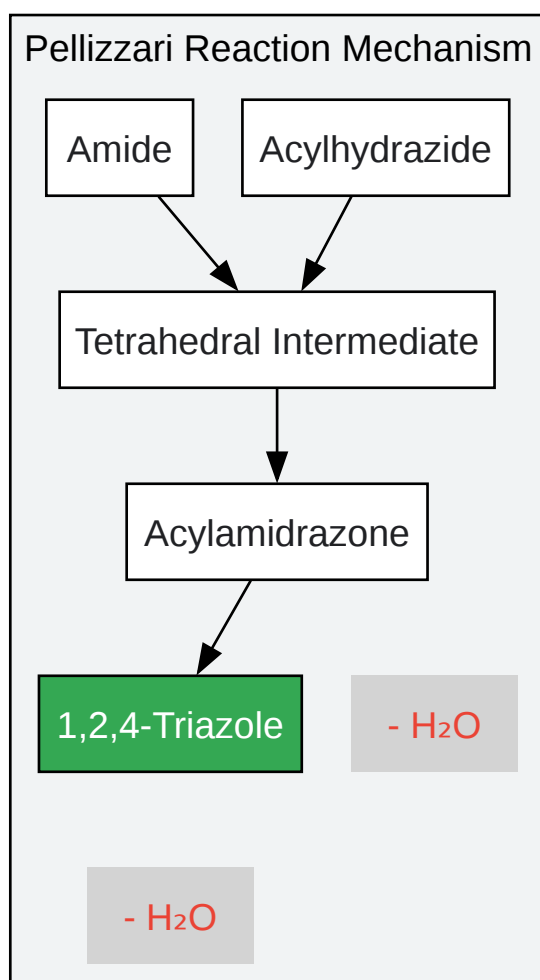 Pellizzari Reaction Mechanism
Amide
Acylhydrazide
Tetrahedral Intermediate
Acylamidrazone
1,2,4-Triazole
- H₂O
- H₂O